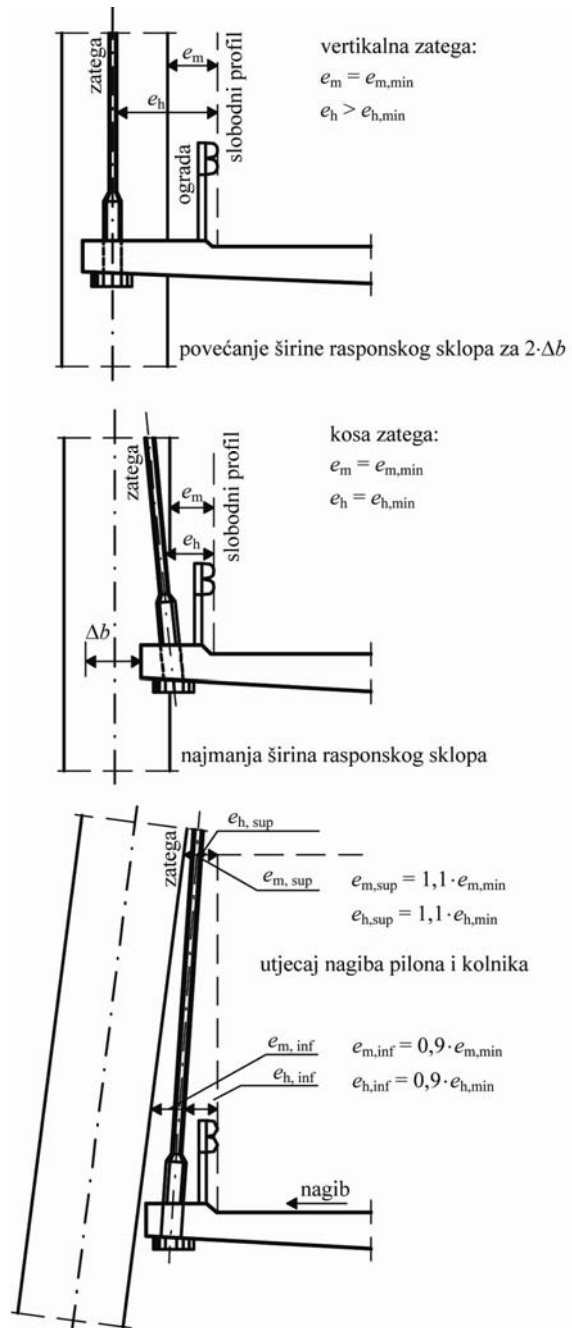 zatega
e_m
e_h
slobodni profil
ograda
vertikalna zatega:
e_m = e_m,min
e_h > e_h,min
povećanje širine rasponskog sklopa za 2·Δb
zatega
e_m
e_h
slobodni profil
kosa zatega:
e_m = e_m,min
e_h = e_h,min
Δb
najmanja širina rasponskog sklopa
zatega
e_h, sup
e_m, sup
e_m,sup = 1,1·e_m,min
e_h,sup = 1,1·e_h,min
utjecaj nagiba pilona i kolnika
e_m, inf
e_m,inf = 0,9·e_m,min
e_h, inf
e_h,inf = 0,9·e_h,min
nagib